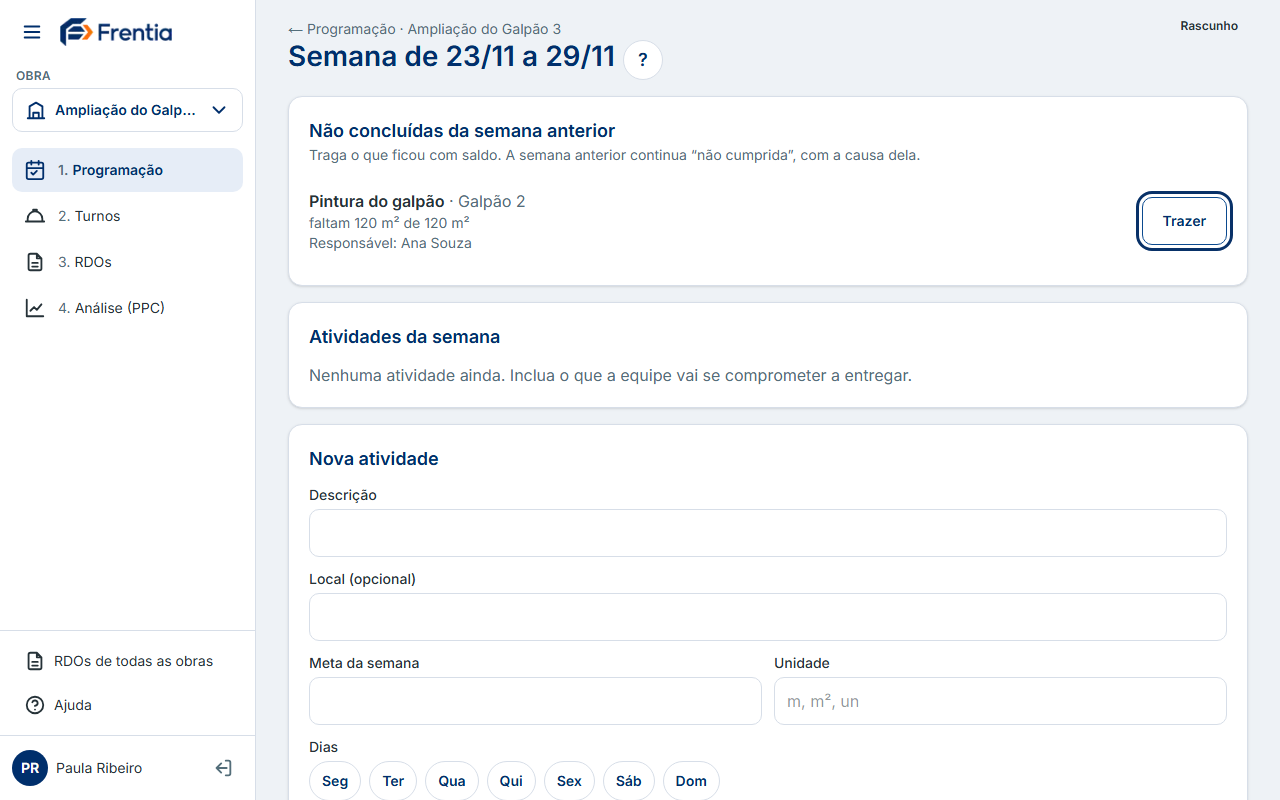 Frentia
OBRA
Ampliação do Galp...
1. Programação
2. Turnos
3. RDOs
4. Análise (PPC)
RDOs de todas as obras
Ajuda
PR Paula Ribeiro
← Programação · Ampliação do Galpão 3
Rascunho
Semana de 23/11 a 29/11 ?
Não concluídas da semana anterior
Traga o que ficou com saldo. A semana anterior continua “não cumprida”, com a causa dela.
Pintura do galpão · Galpão 2
faltam 120 m² de 120 m²
Responsável: Ana Souza
Trazer
Atividades da semana
Nenhuma atividade ainda. Inclua o que a equipe vai se comprometer a entregar.
Nova atividade
Descrição
Local (opcional)
Meta da semana Unidade
m, m², un
Dias
Seg Ter Qua Qui Sex Sáb Dom